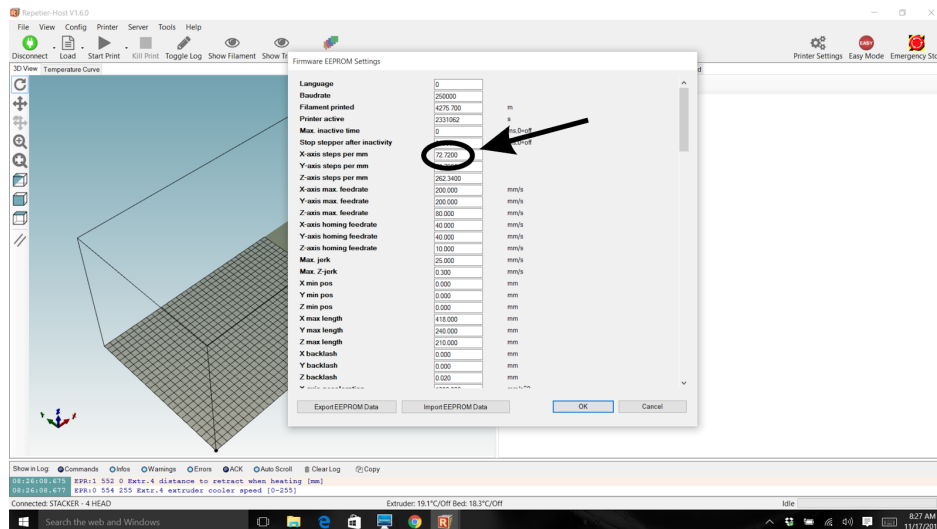 Repetier-Host V1.6.0
File View Config Printer Server Tools Help
Disconnect Load Start Print Kill Print Toggle Log Show Filament Show Tr Printer Settings Easy Mode Emergency Sto
EASY
3D View Temperature Curve
Firmware EEPROM Settings
Language 0
Baudrate 250000
Filament printed 4275.700 m
Printer active 2331062 s
Max. inactive time 0 ms,0=off
Stop stepper after inactivity
X-axis steps per mm 72.7200
Y-axis steps per mm
Z-axis steps per mm 262.3400
X-axis max. feedrate 200.000 mm/s
Y-axis max. feedrate 200.000 mm/s
Z-axis max. feedrate 80.000 mm/s
X-axis homing feedrate 40.000 mm/s
Y-axis homing feedrate 40.000 mm/s
Z-axis homing feedrate 10.000 mm/s
Max. jerk 25.000 mm/s
Max. Z-jerk 0.300 mm/s
X min pos 0.000 mm
Y min pos 0.000 mm
Z min pos 0.000 mm
X max length 418.000 mm
Y max length 240.000 mm
Z max length 210.000 mm
X backlash 0.000 mm
Y backlash 0.000 mm
Z backlash 0.020 mm
Export EEPROM Data Import EEPROM Data OK Cancel
Show in Log: Commands Infos Warnings Errors ACK Auto Scroll Clear Log Copy
08:26:08.675 EPR:1 552 0 Extr.4 distance to retract when heating [mm]
08:26:08.677 EPR:0 554 255 Extr.4 extruder cooler speed [0-255]
Connected: STACKER - 4 HEAD Extruder: 19.1°C/Off Bed: 18.3°C/Off Idle
Search the web and Windows
8:27 AM
11/17/201